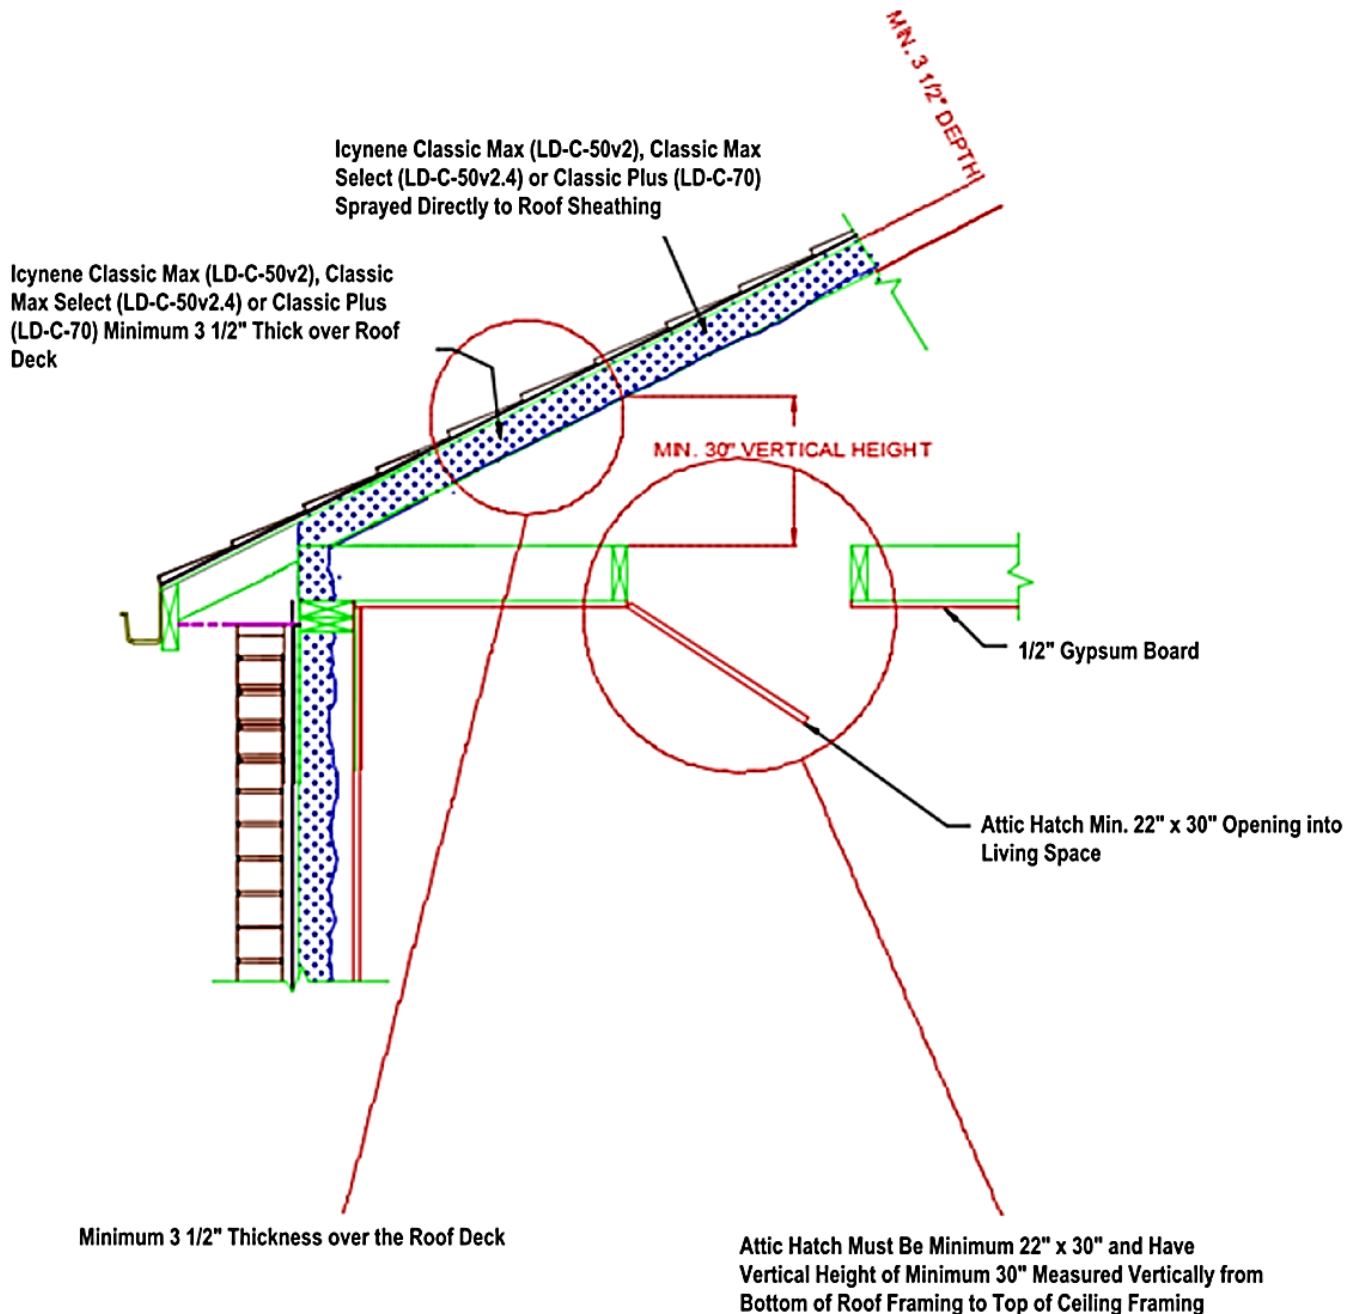 MIN. 3 1/2" DEPTH
Icynene Classic Max (LD-C-50v2), Classic Max
Select (LD-C-50v2.4) or Classic Plus (LD-C-70)
Sprayed Directly to Roof Sheathing
Icynene Classic Max (LD-C-50v2), Classic
Max Select (LD-C-50v2.4) or Classic Plus
(LD-C-70) Minimum 3 1/2" Thick over Roof
Deck
MIN. 30" VERTICAL HEIGHT
1/2" Gypsum Board
Attic Hatch Min. 22" x 30" Opening into
Living Space
Minimum 3 1/2" Thickness over the Roof Deck
Attic Hatch Must Be Minimum 22" x 30" and Have
Vertical Height of Minimum 30" Measured Vertically from
Bottom of Roof Framing to Top of Ceiling Framing